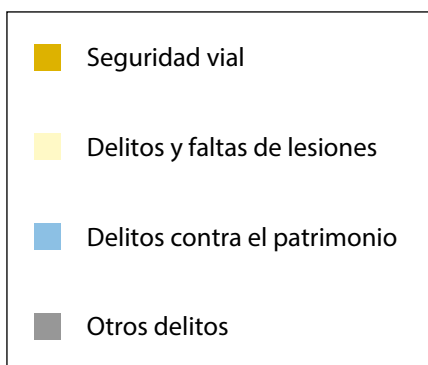 Seguridad vial
Delitos y faltas de lesiones
Delitos contra el patrimonio
Otros delitos